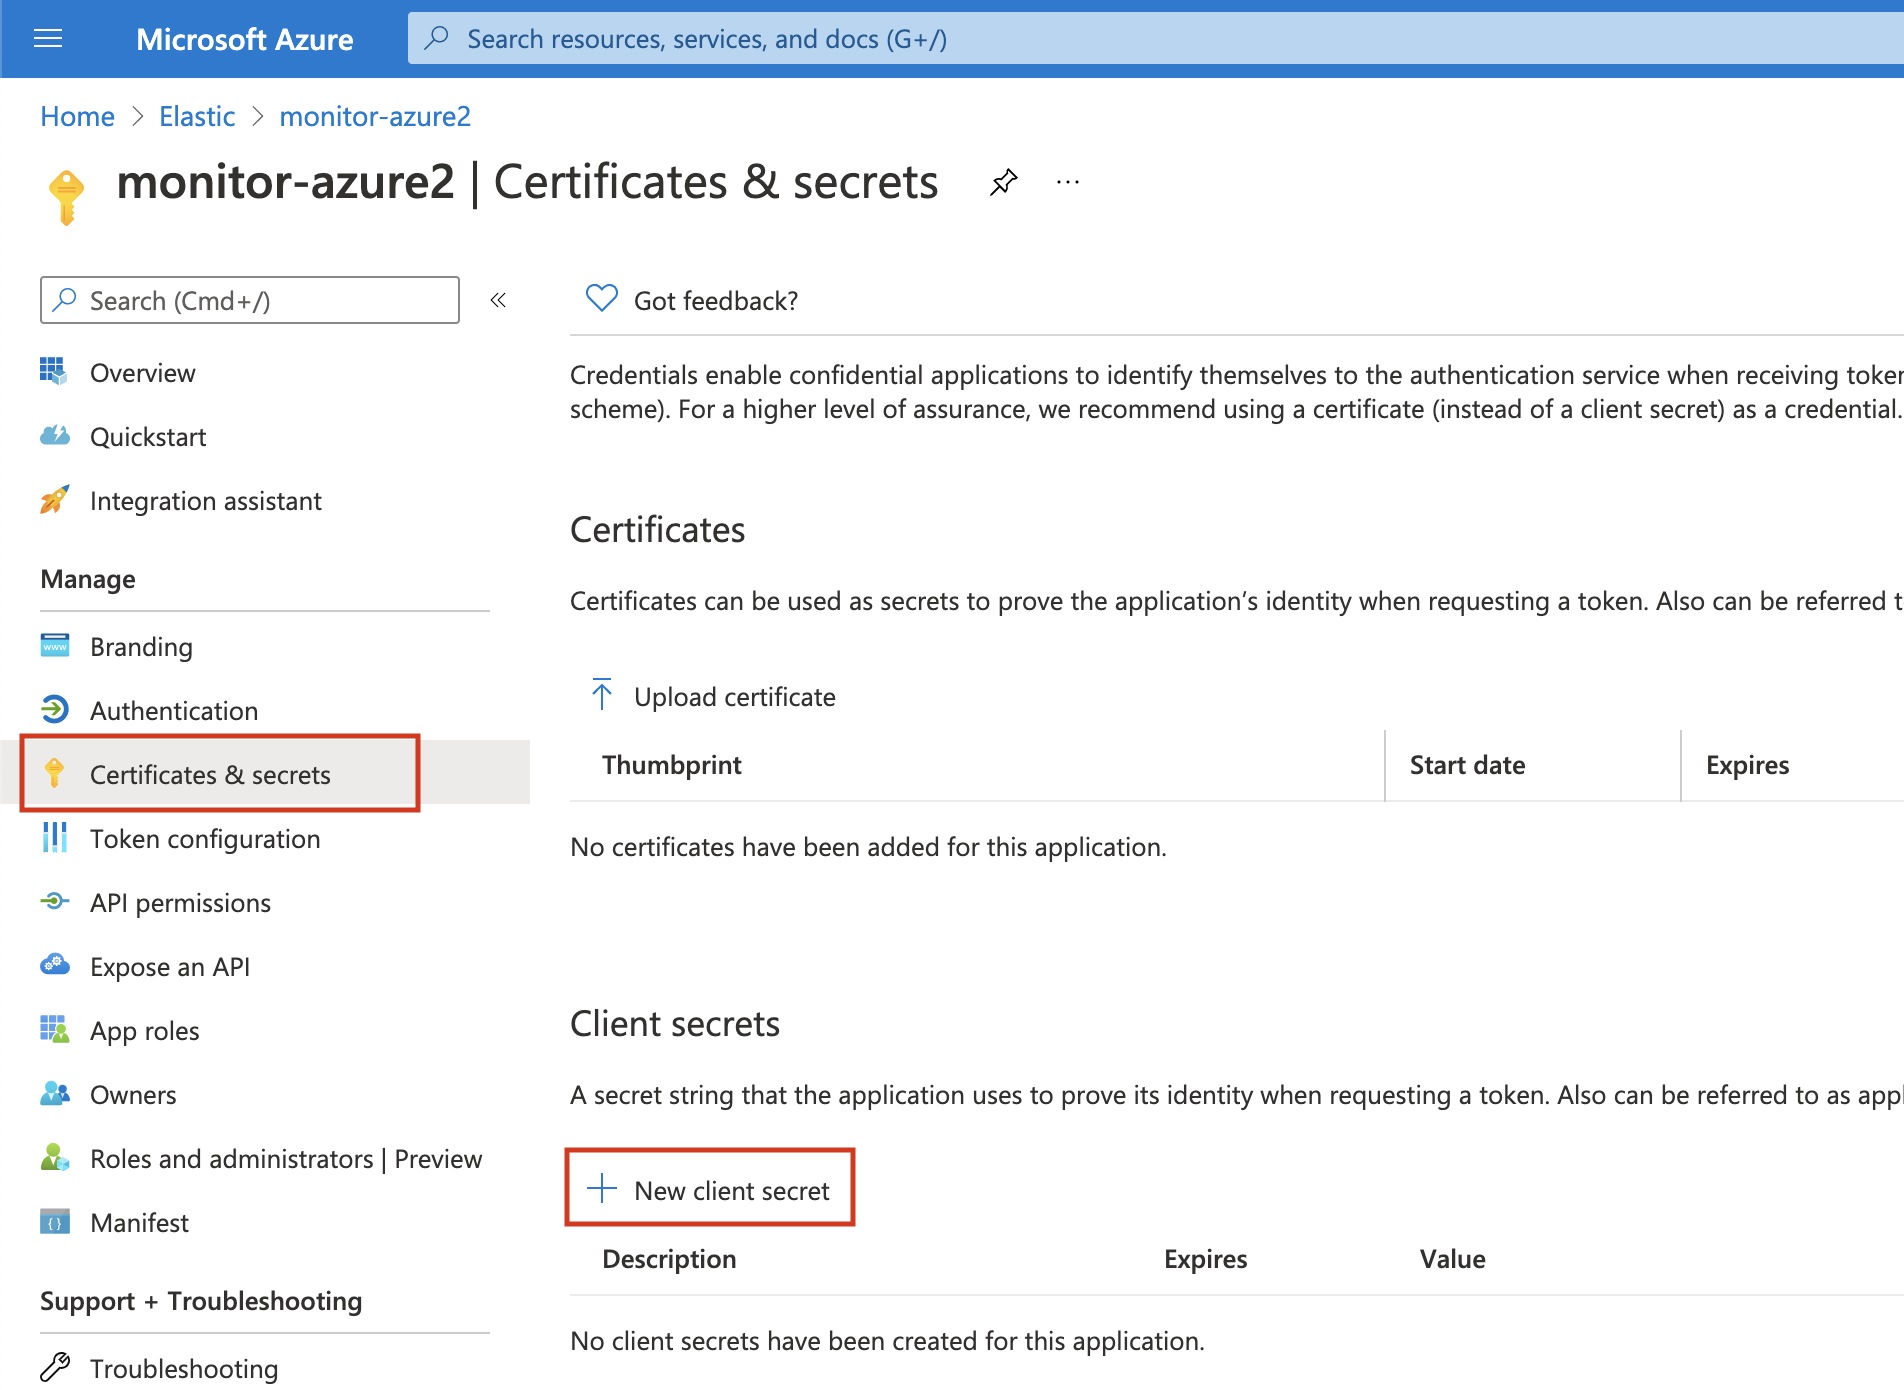 Microsoft Azure
Search resources, services, and docs (G+/)
Home > Elastic > monitor-azure2
monitor-azure2 | Certificates & secrets
...
Search (Cmd+/)
«
Overview
Quickstart
Integration assistant
Manage
Branding
Authentication
Certificates & secrets
Token configuration
API permissions
Expose an API
App roles
Owners
Roles and administrators | Preview
Manifest
Support + Troubleshooting
Troubleshooting
Got feedback?
Credentials enable confidential applications to identify themselves to the authentication service when receiving token
scheme). For a higher level of assurance, we recommend using a certificate (instead of a client secret) as a credential.
Certificates
Certificates can be used as secrets to prove the application's identity when requesting a token. Also can be referred t
Upload certificate
Thumbprint Start date Expires
No certificates have been added for this application.
Client secrets
A secret string that the application uses to prove its identity when requesting a token. Also can be referred to as appl
New client secret
Description Expires Value
No client secrets have been created for this application.